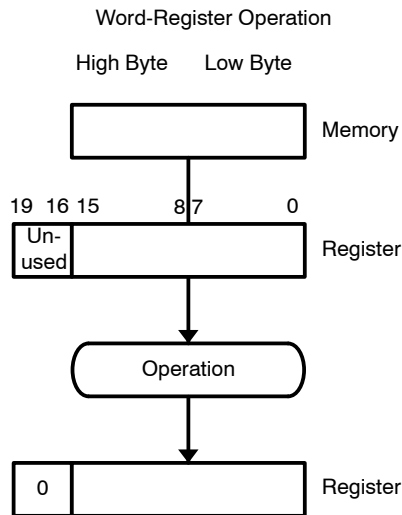 Word-Register Operation
High Byte Low Byte
Memory
19 16 15 8 7 0
Un-
used
Register
Operation
0
Register